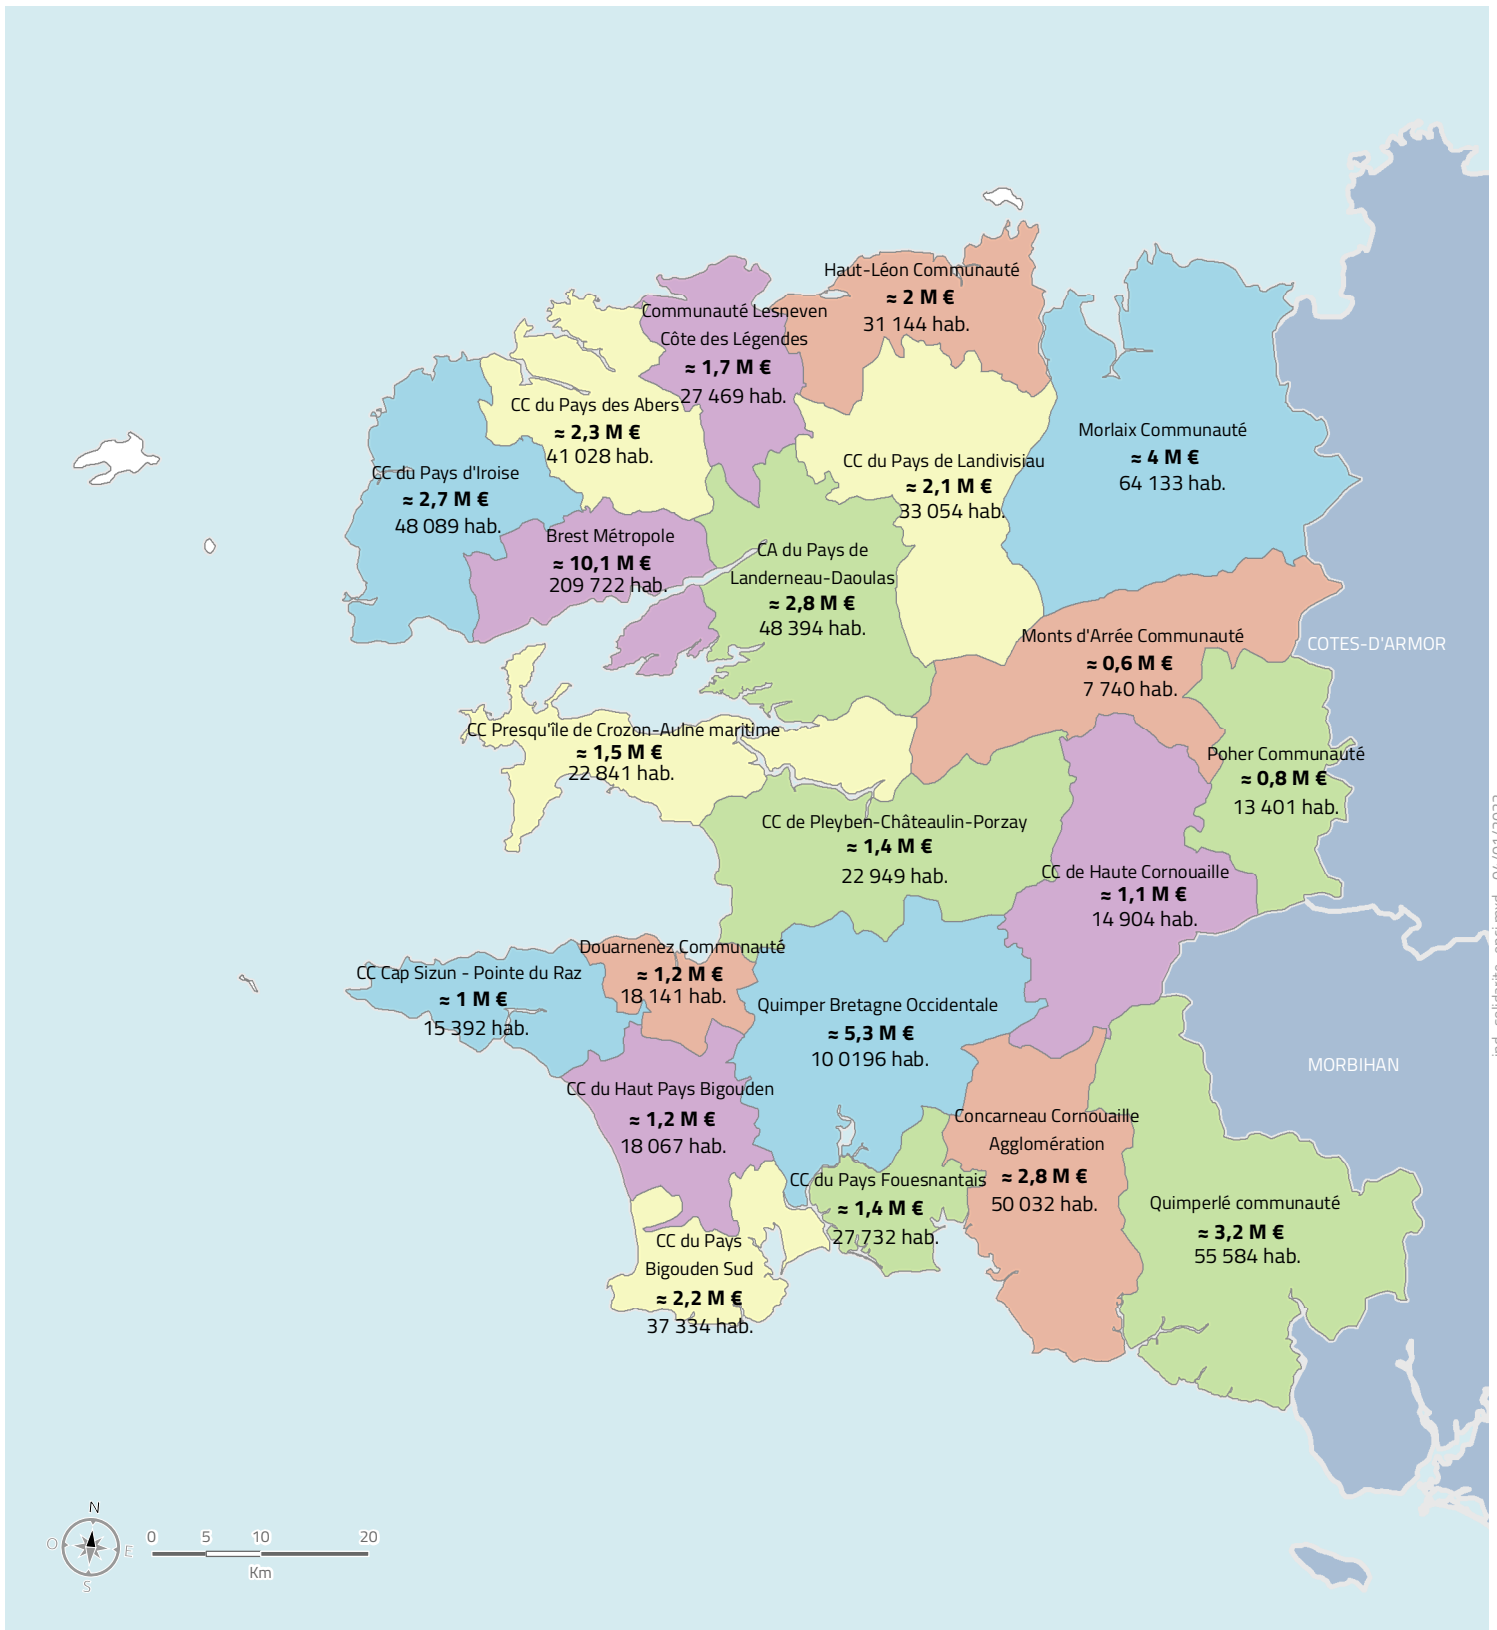 Haut-Léon Communauté
≈ 2 M €
31 144 hab.
Communauté Lesneven
Côte des Légendes
≈ 1,7 M €
27 469 hab.
CC du Pays des Abers
≈ 2,3 M €
41 028 hab.
CC du Pays d'Iroise
≈ 2,7 M €
48 089 hab.
Morlaix Communauté
≈ 4 M €
64 133 hab.
CC du Pays de Landivisiau
≈ 2,1 M €
33 054 hab.
Brest Métropole
≈ 10,1 M €
209 722 hab.
CA du Pays de
Landerneau-Daoulas
≈ 2,8 M €
48 394 hab.
Monts d'Arrée Communauté
≈ 0,6 M €
7 740 hab.
COTES-D'ARMOR
CC Presqu'île de Crozon-Aulne maritime
≈ 1,5 M €
22 841 hab.
Poher Communauté
≈ 0,8 M €
13 401 hab.
CC de Pleyben-Châteaulin-Porzay
≈ 1,4 M €
22 949 hab.
CC de Haute Cornouaille
≈ 1,1 M €
14 904 hab.
Douarnenez Communauté
≈ 1,2 M €
18 141 hab.
CC Cap Sizun - Pointe du Raz
≈ 1 M €
15 392 hab.
Quimper Bretagne Occidentale
≈ 5,3 M €
10 0196 hab.
MORBIHAN
CC du Haut Pays Bigouden
≈ 1,2 M €
18 067 hab.
Concarneau Cornouaille
Agglomération
≈ 2,8 M €
50 032 hab.
CC du Pays Fouesnantais
≈ 1,4 M €
27 732 hab.
Quimperlé communauté
≈ 3,2 M €
55 584 hab.
CC du Pays
Bigouden Sud
≈ 2,2 M €
37 334 hab.
N
O
E
S
0 5 10 20
Km